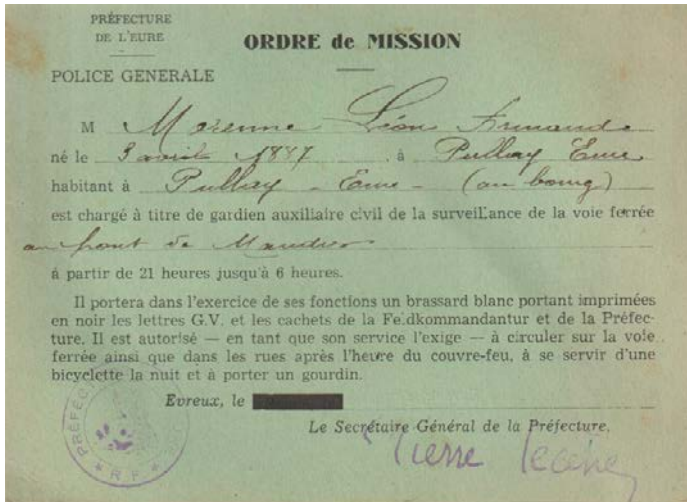 PRÉFECTURE
DE L'EURE
ORDRE de MISSION
POLICE GENERALE
M Morenne Léon Armand
né le 3 avril 1887, à Pullay Eure
habitant à Pullay - Eure - (au bourg)
est chargé à titre de gardien auxiliaire civil de la surveillance de la voie ferrée
au pont de Mandres
à partir de 21 heures jusqu'à 6 heures.
Il portera dans l'exercice de ses fonctions un brassard blanc portant imprimées
en noir les lettres G.V. et les cachets de la Feldkommandantur et de la Préfec-
ture. Il est autorisé — en tant que son service l'exige — à circuler sur la voie
ferrée ainsi que dans les rues après l'heure du couvre-feu, à se servir d'une
bicyclette la nuit et à porter un gourdin.
Evreux, le
Le Secrétaire Général de la Préfecture,
Pierre
R F